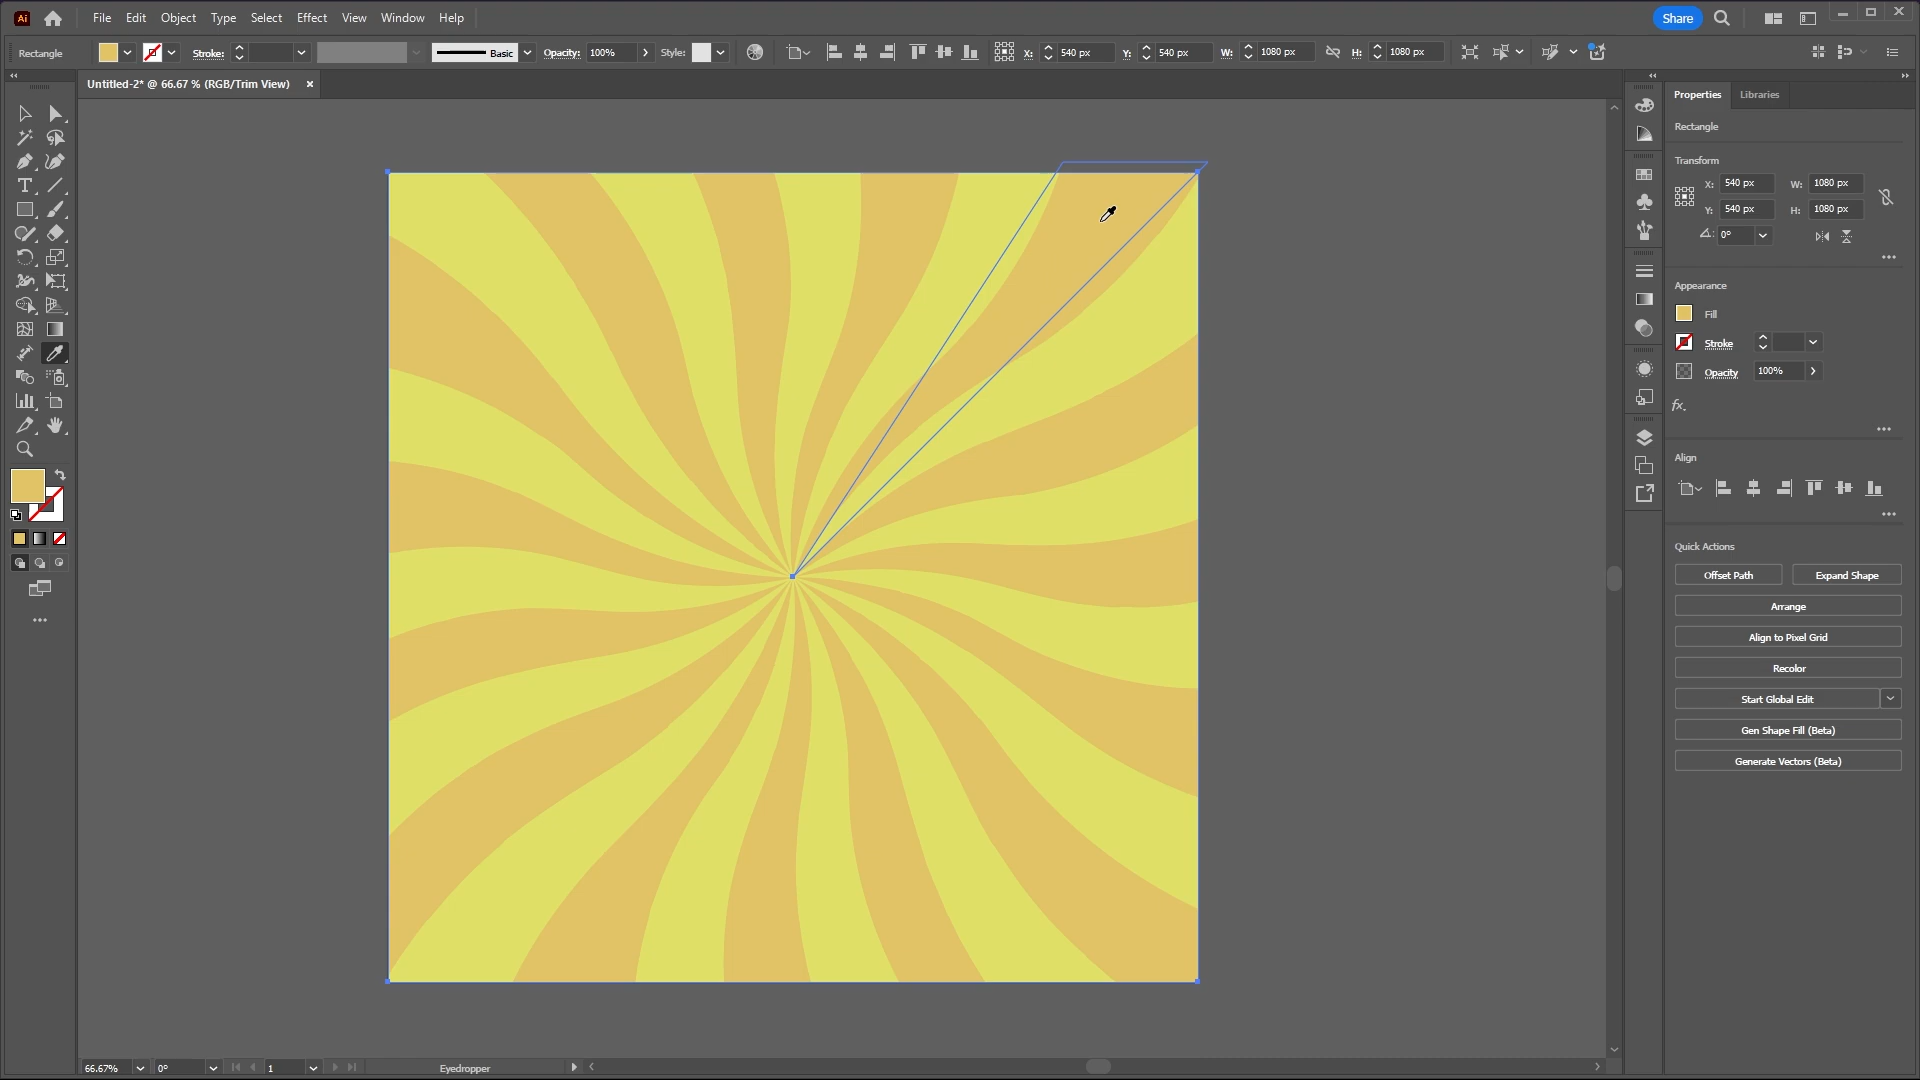 Ai File Edit Object Type Select Effect View Window Help Share
Rectangle Stroke: Basic Opacity: 100% Style: X: 540 px Y: 540 px W: 1080 px H: 1080 px
Untitled-2* @ 66.67 % (RGB/Trim View)
Properties Libraries
Rectangle
Transform
X: 540 px W: 1080 px
Y: 540 px H: 1080 px
0°
Appearance
Fill
Stroke
Opacity 100%
fx.
Align
Quick Actions
Offset Path Expand Shape
Arrange
Align to Pixel Grid
Recolor
Start Global Edit
Gen Shape Fill (Beta)
Generate Vectors (Beta)
66.67% 0° 1 Eyedropper